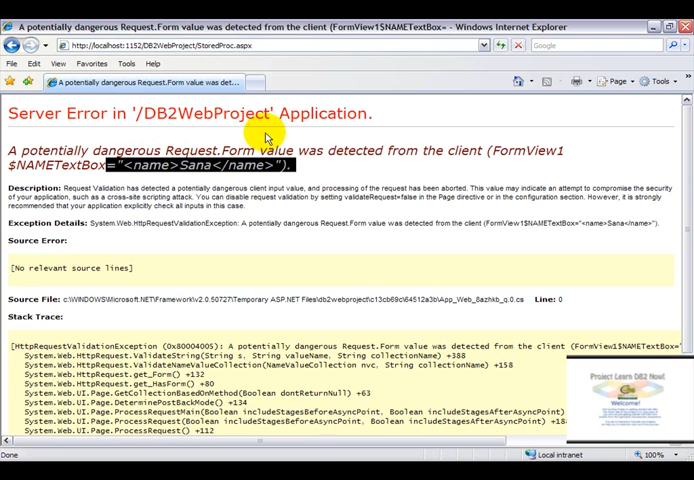 A potentially dangerous Request.Form value was detected from the client (FormView1$NAMETextBox= - Windows Internet Explorer
http://localhost:1152/DB2WebProject/StoredProc.aspx
Google
File Edit View Favorites Tools Help
A potentially dangerous Request.Form value was det...
Page Tools
Server Error in '/DB2WebProject' Application.
A potentially dangerous Request.Form value was detected from the client (FormView1
$NAMETextBox="<name>Sana</name>").
Description: Request Validation has detected a potentially dangerous client input value, and processing of the request has been aborted. This value may indicate an attempt to compromise the security
of your application, such as a cross-site scripting attack. You can disable request validation by setting validateRequest=false in the Page directive or in the configuration section. However, it is strongly
recommended that your application explicitly check all inputs in this case.
Exception Details: System.Web.HttpRequestValidationException: A potentially dangerous Request.Form value was detected from the client (FormView1$NAMETextBox="<name>Sana</name>").
Source Error:
[No relevant source lines]
Source File: c:\WINDOWS\Microsoft.NET\Framework\v2.0.50727\Temporary ASP.NET Files\db2webproject\c13cb69c\64512a3b\App_Web_8azhkb_q.0.cs Line: 0
Stack Trace:
[HttpRequestValidationException (0x80004005): A potentially dangerous Request.Form value was detected from the client (FormView1$NAMETextBox="
System.Web.HttpRequest.ValidateString(String s, String valueName, String collectionName) +388
System.Web.HttpRequest.ValidateNameValueCollection(NameValueCollection nvc, String collectionName) +158
System.Web.HttpRequest.get_Form() +132
System.Web.HttpRequest.get_HasForm() +80
System.Web.UI.Page.GetCollectionBasedOnMethod(Boolean dontReturnNull) +63
System.Web.UI.Page.DeterminePostBackMode() +134
System.Web.UI.Page.ProcessRequestMain(Boolean includeStagesBeforeAsyncPoint, Boolean includeStagesAfterAsyncPoint)
System.Web.UI.Page.ProcessRequest(Boolean includeStagesBeforeAsyncPoint, Boolean includeStagesAfterAsyncPoint) +18
System.Web.UI.Page.ProcessRequest() +112
Project Learn DB2 Now!
Welcome!
Done
Local intranet
100%